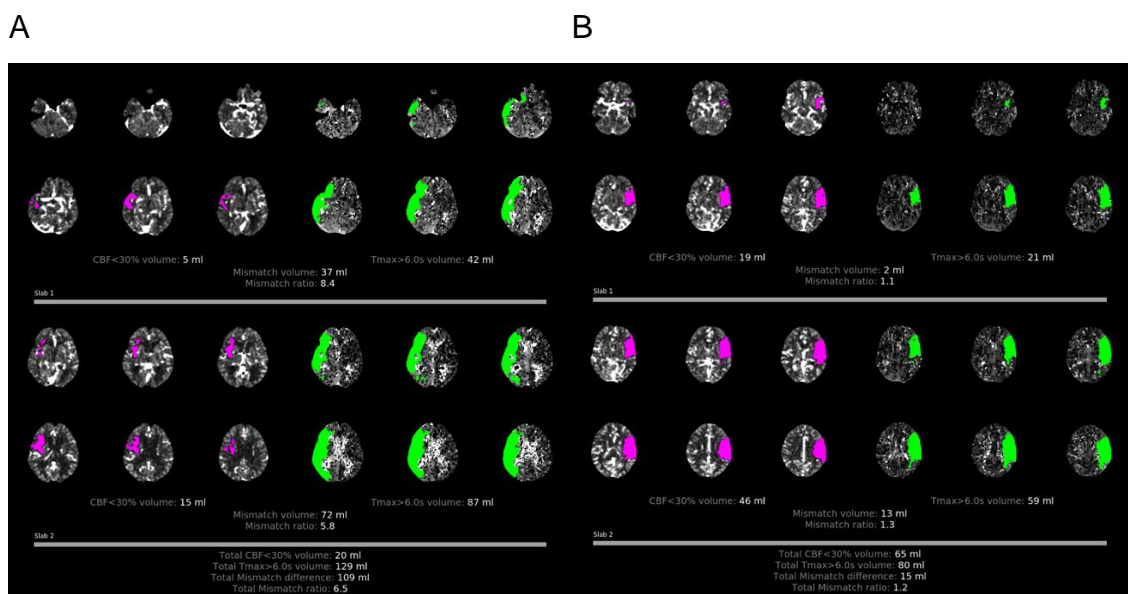 A
B
CBF<30% volume: 5 ml
Tmax>6.0s volume: 42 ml
Mismatch volume: 37 ml
Mismatch ratio: 8.4
Slab 1
CBF<30% volume: 15 ml
Tmax>6.0s volume: 87 ml
Mismatch volume: 72 ml
Mismatch ratio: 5.8
Slab 2
Total CBF<30% volume: 20 ml
Total Tmax>6.0s volume: 129 ml
Total Mismatch difference: 109 ml
Total Mismatch ratio: 6.5
CBF<30% volume: 19 ml
Tmax>6.0s volume: 21 ml
Mismatch volume: 2 ml
Mismatch ratio: 1.1
Slab 1
CBF<30% volume: 46 ml
Tmax>6.0s volume: 59 ml
Mismatch volume: 13 ml
Mismatch ratio: 1.3
Slab 2
Total CBF<30% volume: 65 ml
Total Tmax>6.0s volume: 80 ml
Total Mismatch difference: 15 ml
Total Mismatch ratio: 1.2